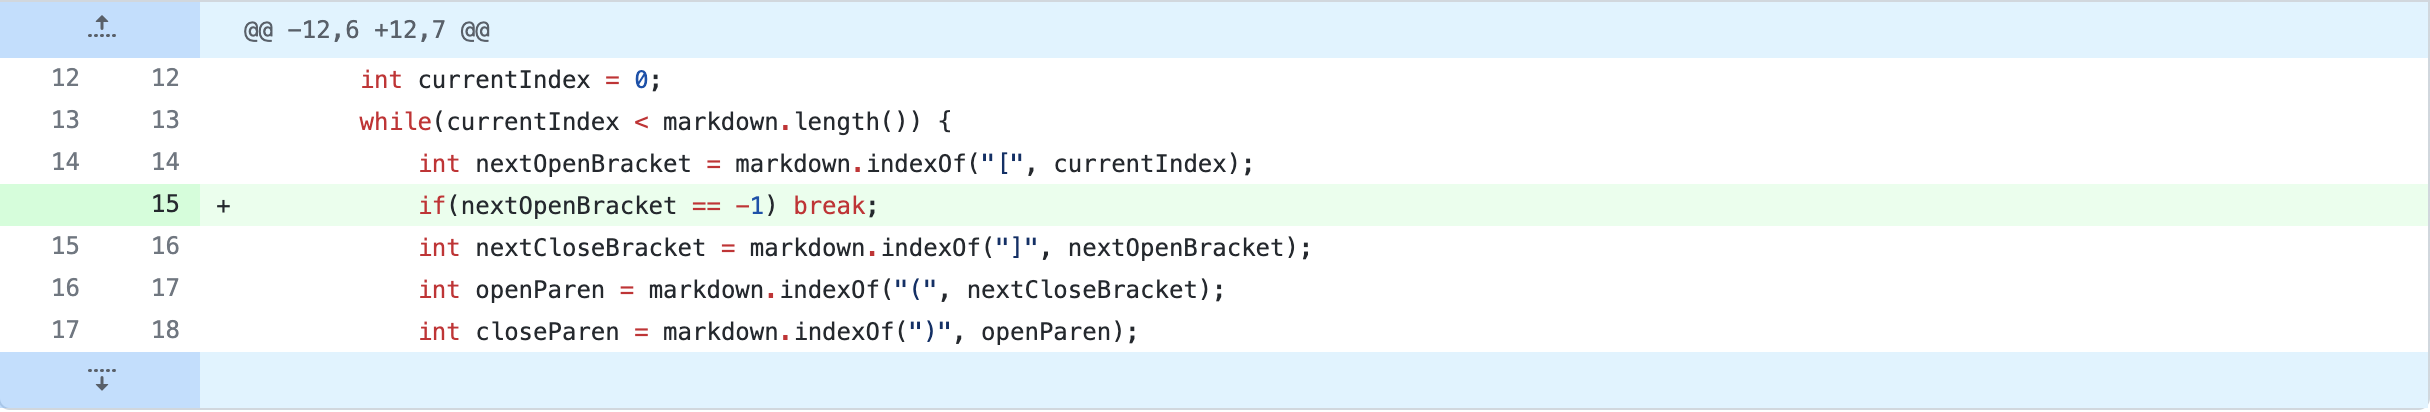 @@ -12,6 +12,7 @@
12 12 int currentIndex = 0;
13 13 while(currentIndex < markdown.length()) {
14 14 int nextOpenBracket = markdown.indexOf("[", currentIndex);
15 + if(nextOpenBracket == -1) break;
15 16 int nextCloseBracket = markdown.indexOf("]", nextOpenBracket);
16 17 int openParen = markdown.indexOf("(", nextCloseBracket);
17 18 int closeParen = markdown.indexOf(")", openParen);